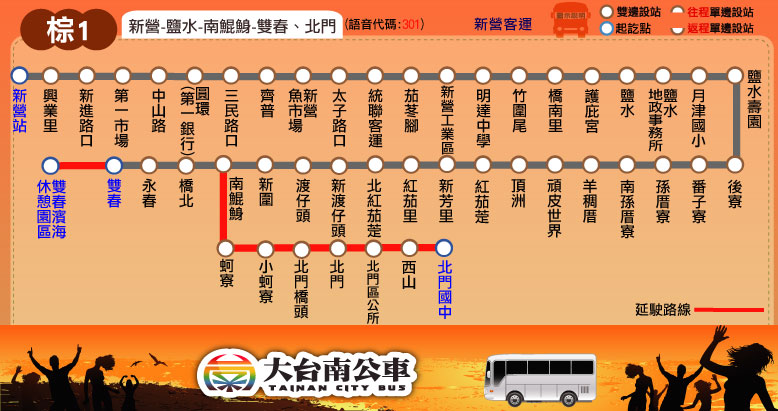 棕1
新營-鹽水-南鯤鯓-雙春、北門
(語音代碼:301)
新營客運
雙邊設站
往程單邊設站
起訖點
返程單邊設站
新營站
興業里
新進路口
第一市場
中山路
圓環
(第一銀行)
三民路口
齊普
新營
魚市場
太子路口
統聯客運
茄苳腳
新營工業區
明達中學
竹圍尾
橋南里
護庇宮
鹽水
鹽水
地政事務所
月津國小
鹽水壽園
雙春濱海
休憩園區
雙春
永春
橋北
南鯤鯓
新圍
渡仔頭
新渡仔頭
北紅茄萣
紅茄里
新芳里
紅茄萣
頂洲
頑皮世界
羊稠厝
南孫厝寮
孫厝寮
番子寮
後寮
蚵寮
小蚵寮
北門橋頭
北門
北門區公所
西山
北門國中
延駛路線
大台南公車
TAINAN CITY BUS